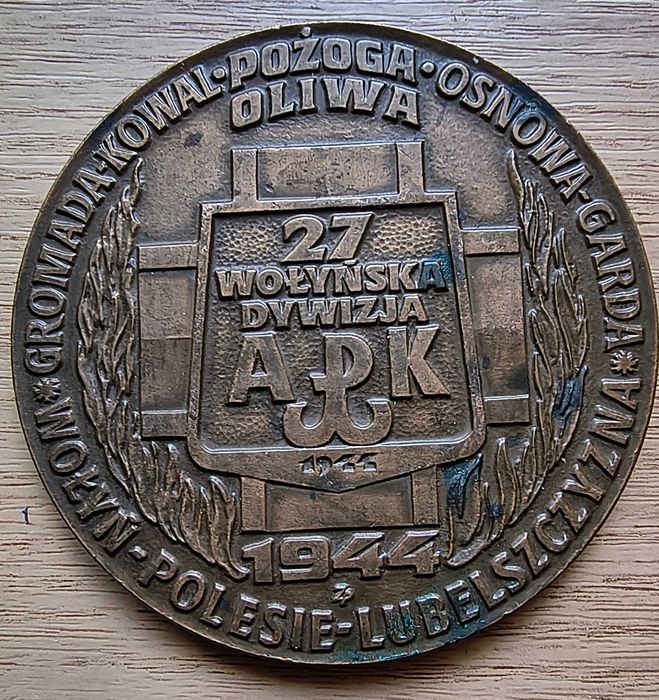 GROMADA·KOWAL·POŻOGA·OSNOWA·GARDA
OLIWA
27
WOŁYŃSKA
DYWIZJA
A K
1944
1944
WOŁYŃ-POLESIE-LUBELSZCZYZNA